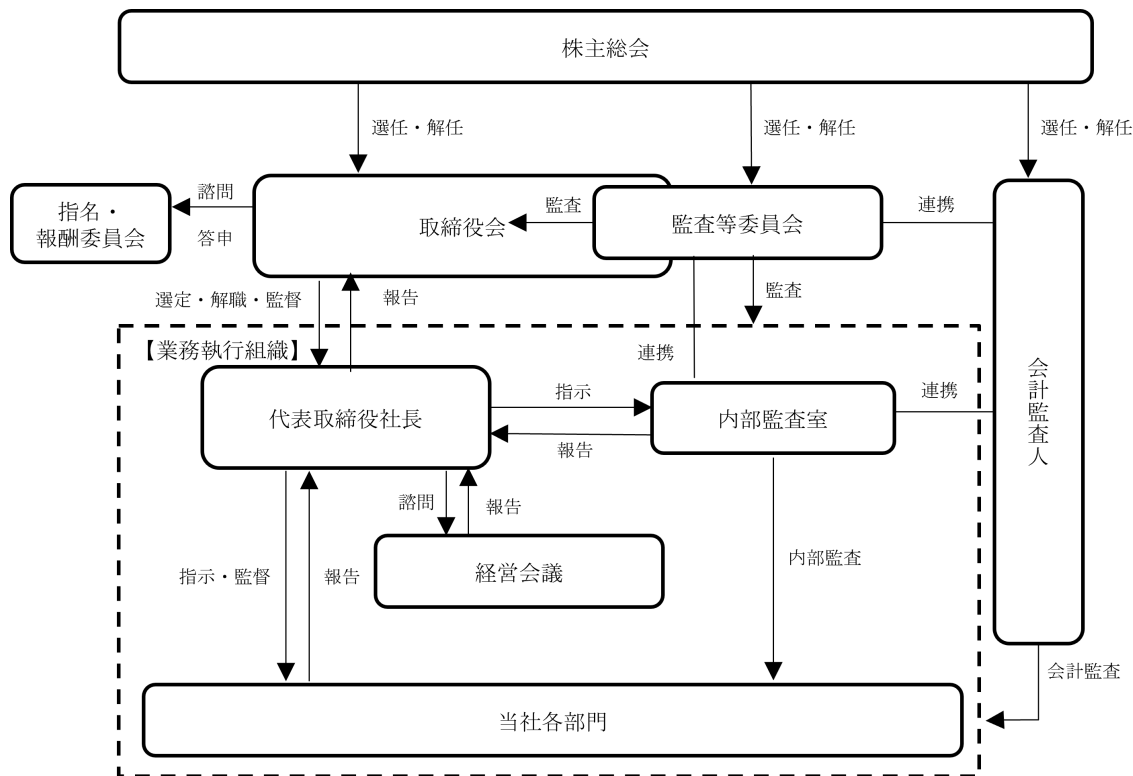 株主総会
選任・解任
選任・解任
選任・解任
諮問
答申
指名・
報酬委員会
取締役会
監査
監査等委員会
連携
選定・解職・監督
報告
監査
【業務執行組織】
連携
代表取締役社長
指示
報告
内部監査室
連携
会計監査人
諮問
報告
経営会議
指示・監督
報告
内部監査
会計監査
当社各部門